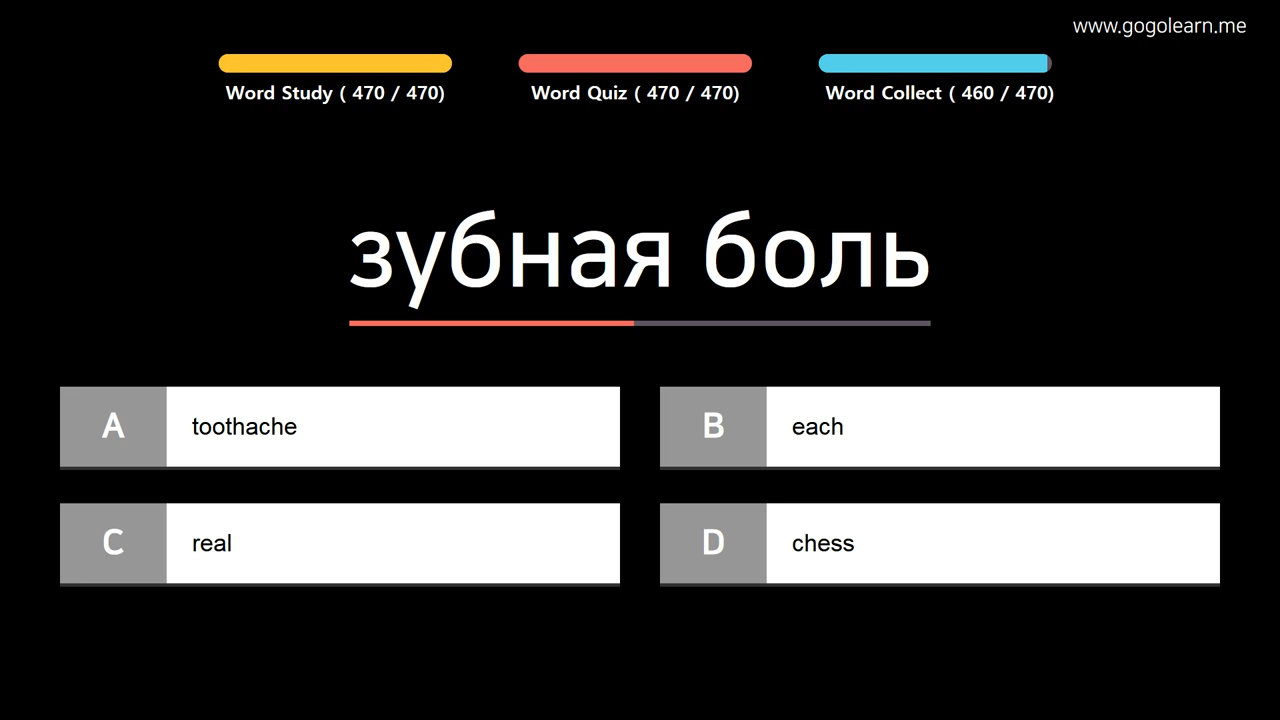 www.gogolearn.me
Word Study ( 470 / 470)
Word Quiz ( 470 / 470)
Word Collect ( 460 / 470)
зубная боль
A toothache
B each
C real
D chess